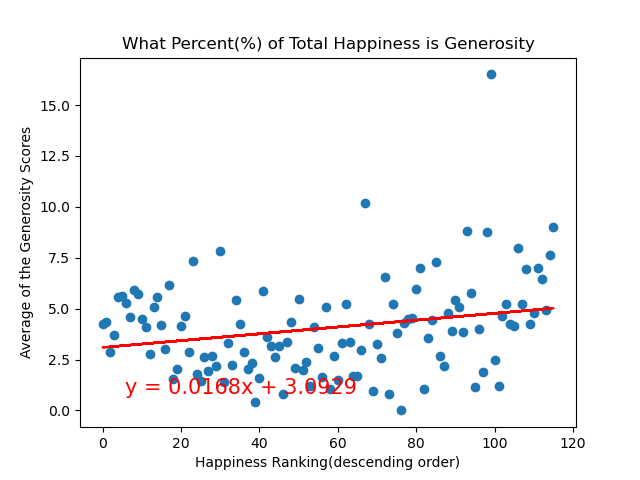 What Percent(%) of Total Happiness is Generosity
Average of the Generosity Scores
15.0
12.5
10.0
7.5
5.0
2.5
0.0
y = 0.0168x + 3.0929
0 20 40 60 80 100 120
Happiness Ranking(descending order)